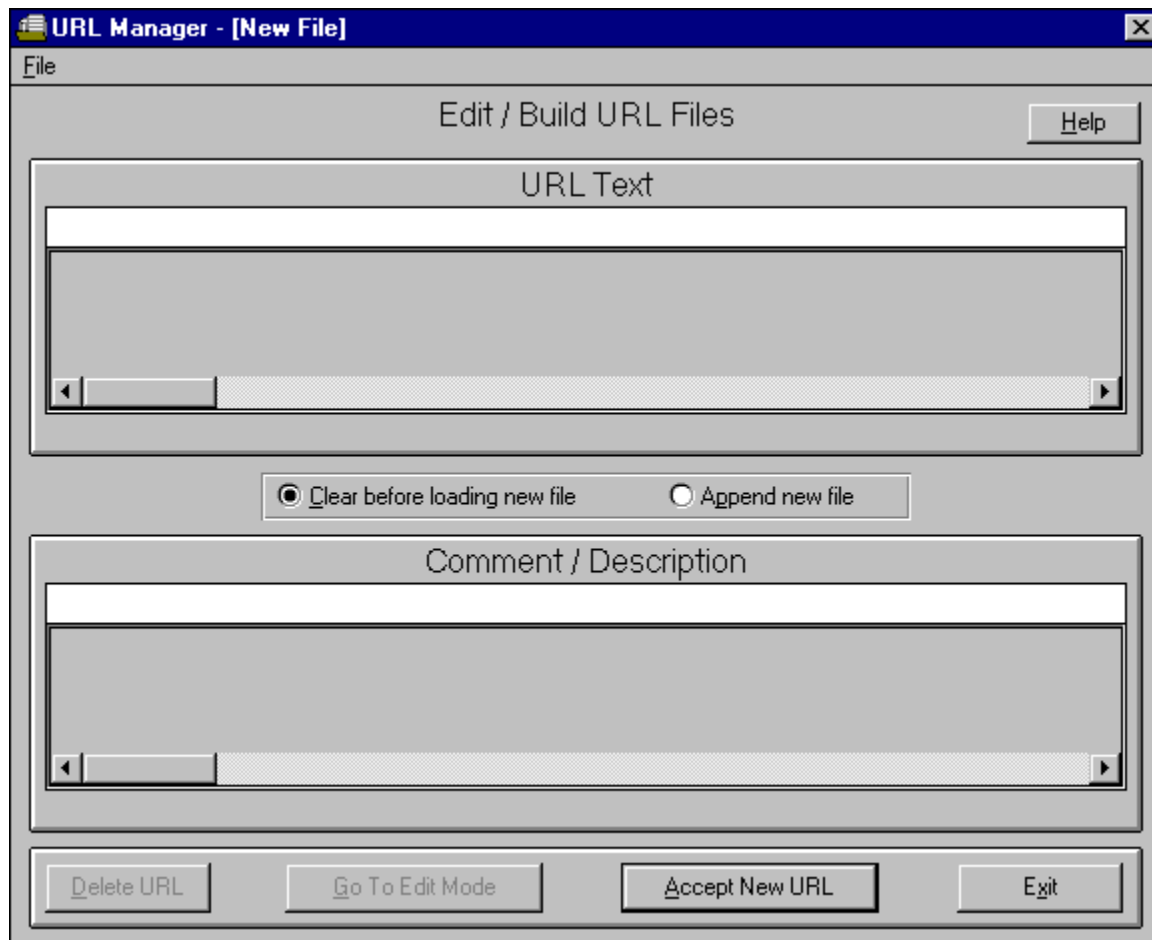 URL Manager - [New File]
File
Edit / Build URL Files
Help
URL Text
Clear before loading new file
Append new file
Comment / Description
Delete URL
Go To Edit Mode
Accept New URL
Exit